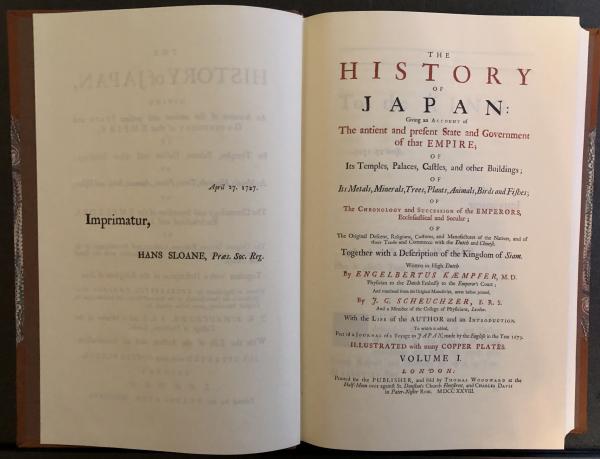 April 27. 1727.
Imprimatur,
HANS SLOANE, Præs. Soc. Reg.
THE
HISTORY
OF
JAPAN:
Giving an ACCOUNT of
The antient and present State and Government
of that EMPIRE;
OF
Its Temples, Palaces, Castles, and other Buildings;
OF
Its Metals, Minerals, Trees, Plants, Animals, Birds and Fishes;
OF
The CHRONOLOGY and SUCCESSION of the EMPERORS,
Ecclesiastical and Secular;
OF
The Original Descent, Religions, Customs, and Manufactures of the Natives, and of
their Trade and Commerce with the Dutch and Chinese.
Together with a Description of the Kingdom of Siam.
Written in High Dutch
By ENGELBERTUS KÆMPFER, M. D.
Physician to the Dutch Embassy to the Emperor's Court;
And translated from his Original Manuscript, never before printed,
By J. G. SCHEUCHZER, F. R. S.
And a Member of the College of Physicians, London.
With the LIFE of the AUTHOR and an INTRODUCTION.
To which is added,
Part of a JOURNAL of a Voyage to JAPAN, made by the English in the Year 1673.
ILLUSTRATED with many COPPER PLATES.
VOLUME I.
LONDON:
Printed for the PUBLISHER, and sold by THOMAS WOODWARD at the
Half-Moon over against St. Dunstan's Church Fleetstreet, and CHARLES DAVIS
in Pater-Noster Row. MDCCXXVIII.